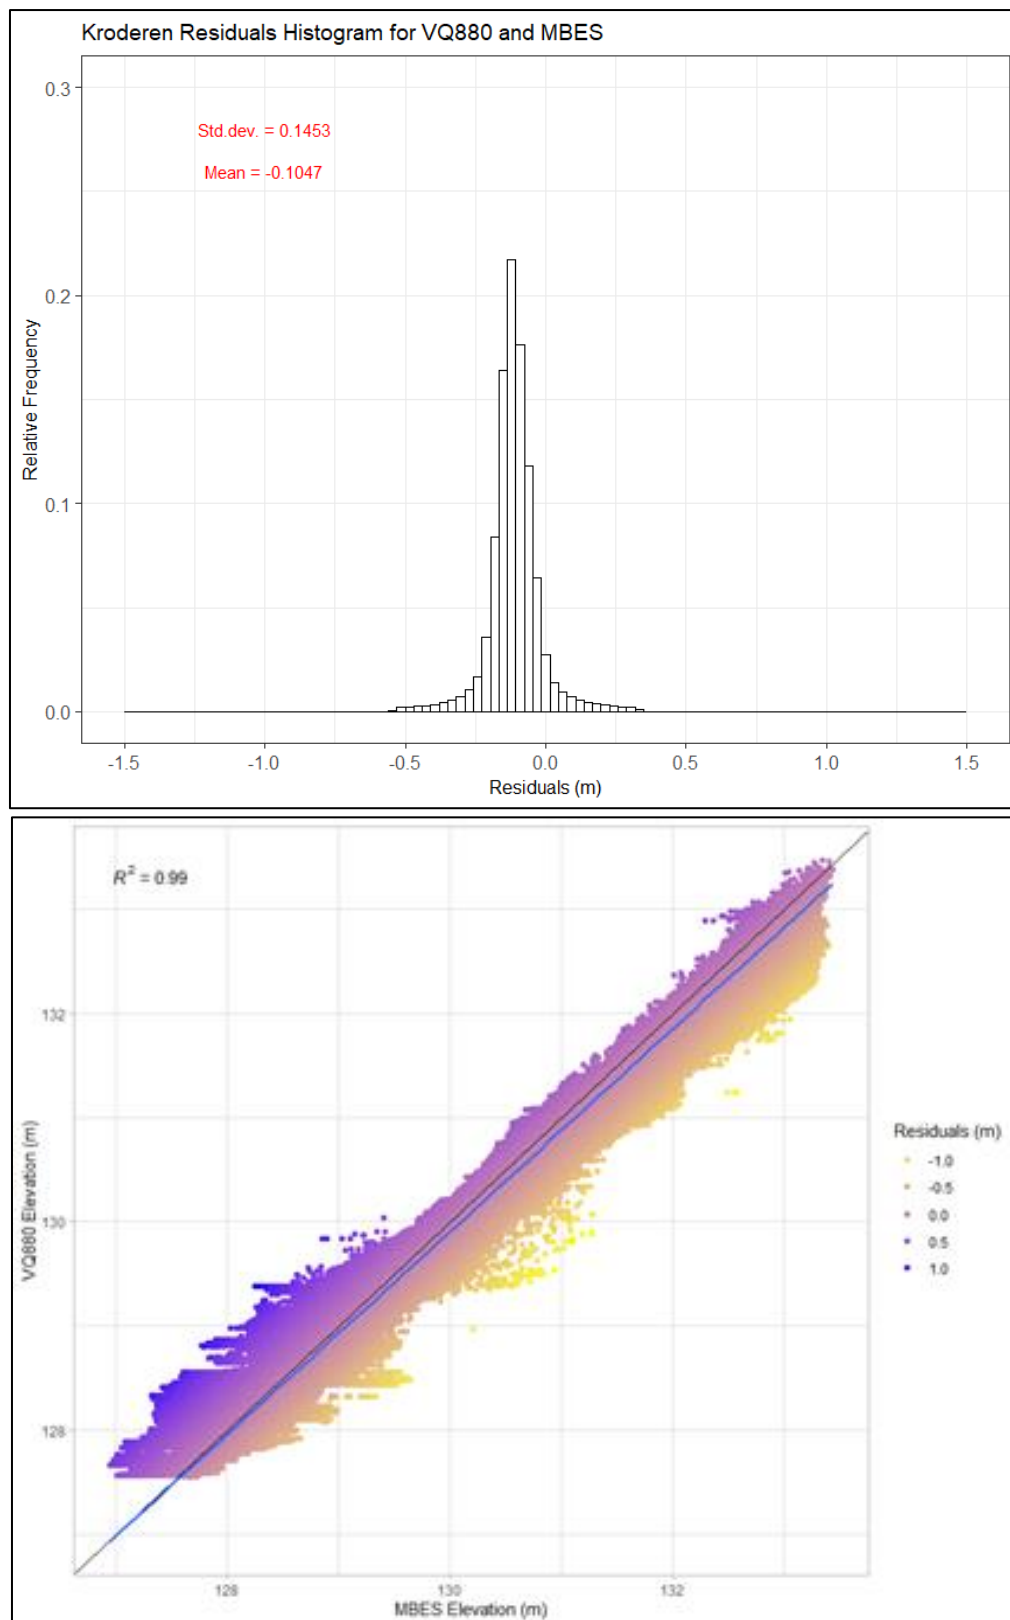 Kroderen Residuals Histogram for VQ880 and MBES
0.3
Std.dev. = 0.1453
Mean = -0.1047
0.2
Relative Frequency
0.1
0.0
-1.5 -1.0 -0.5 0.0 0.5 1.0 1.5
Residuals (m)
R² = 0.99
132
VQ880 Elevation (m)
130
128
128 130 132
MBES Elevation (m)
Residuals (m)
-1.0
-0.5
0.0
0.5
1.0